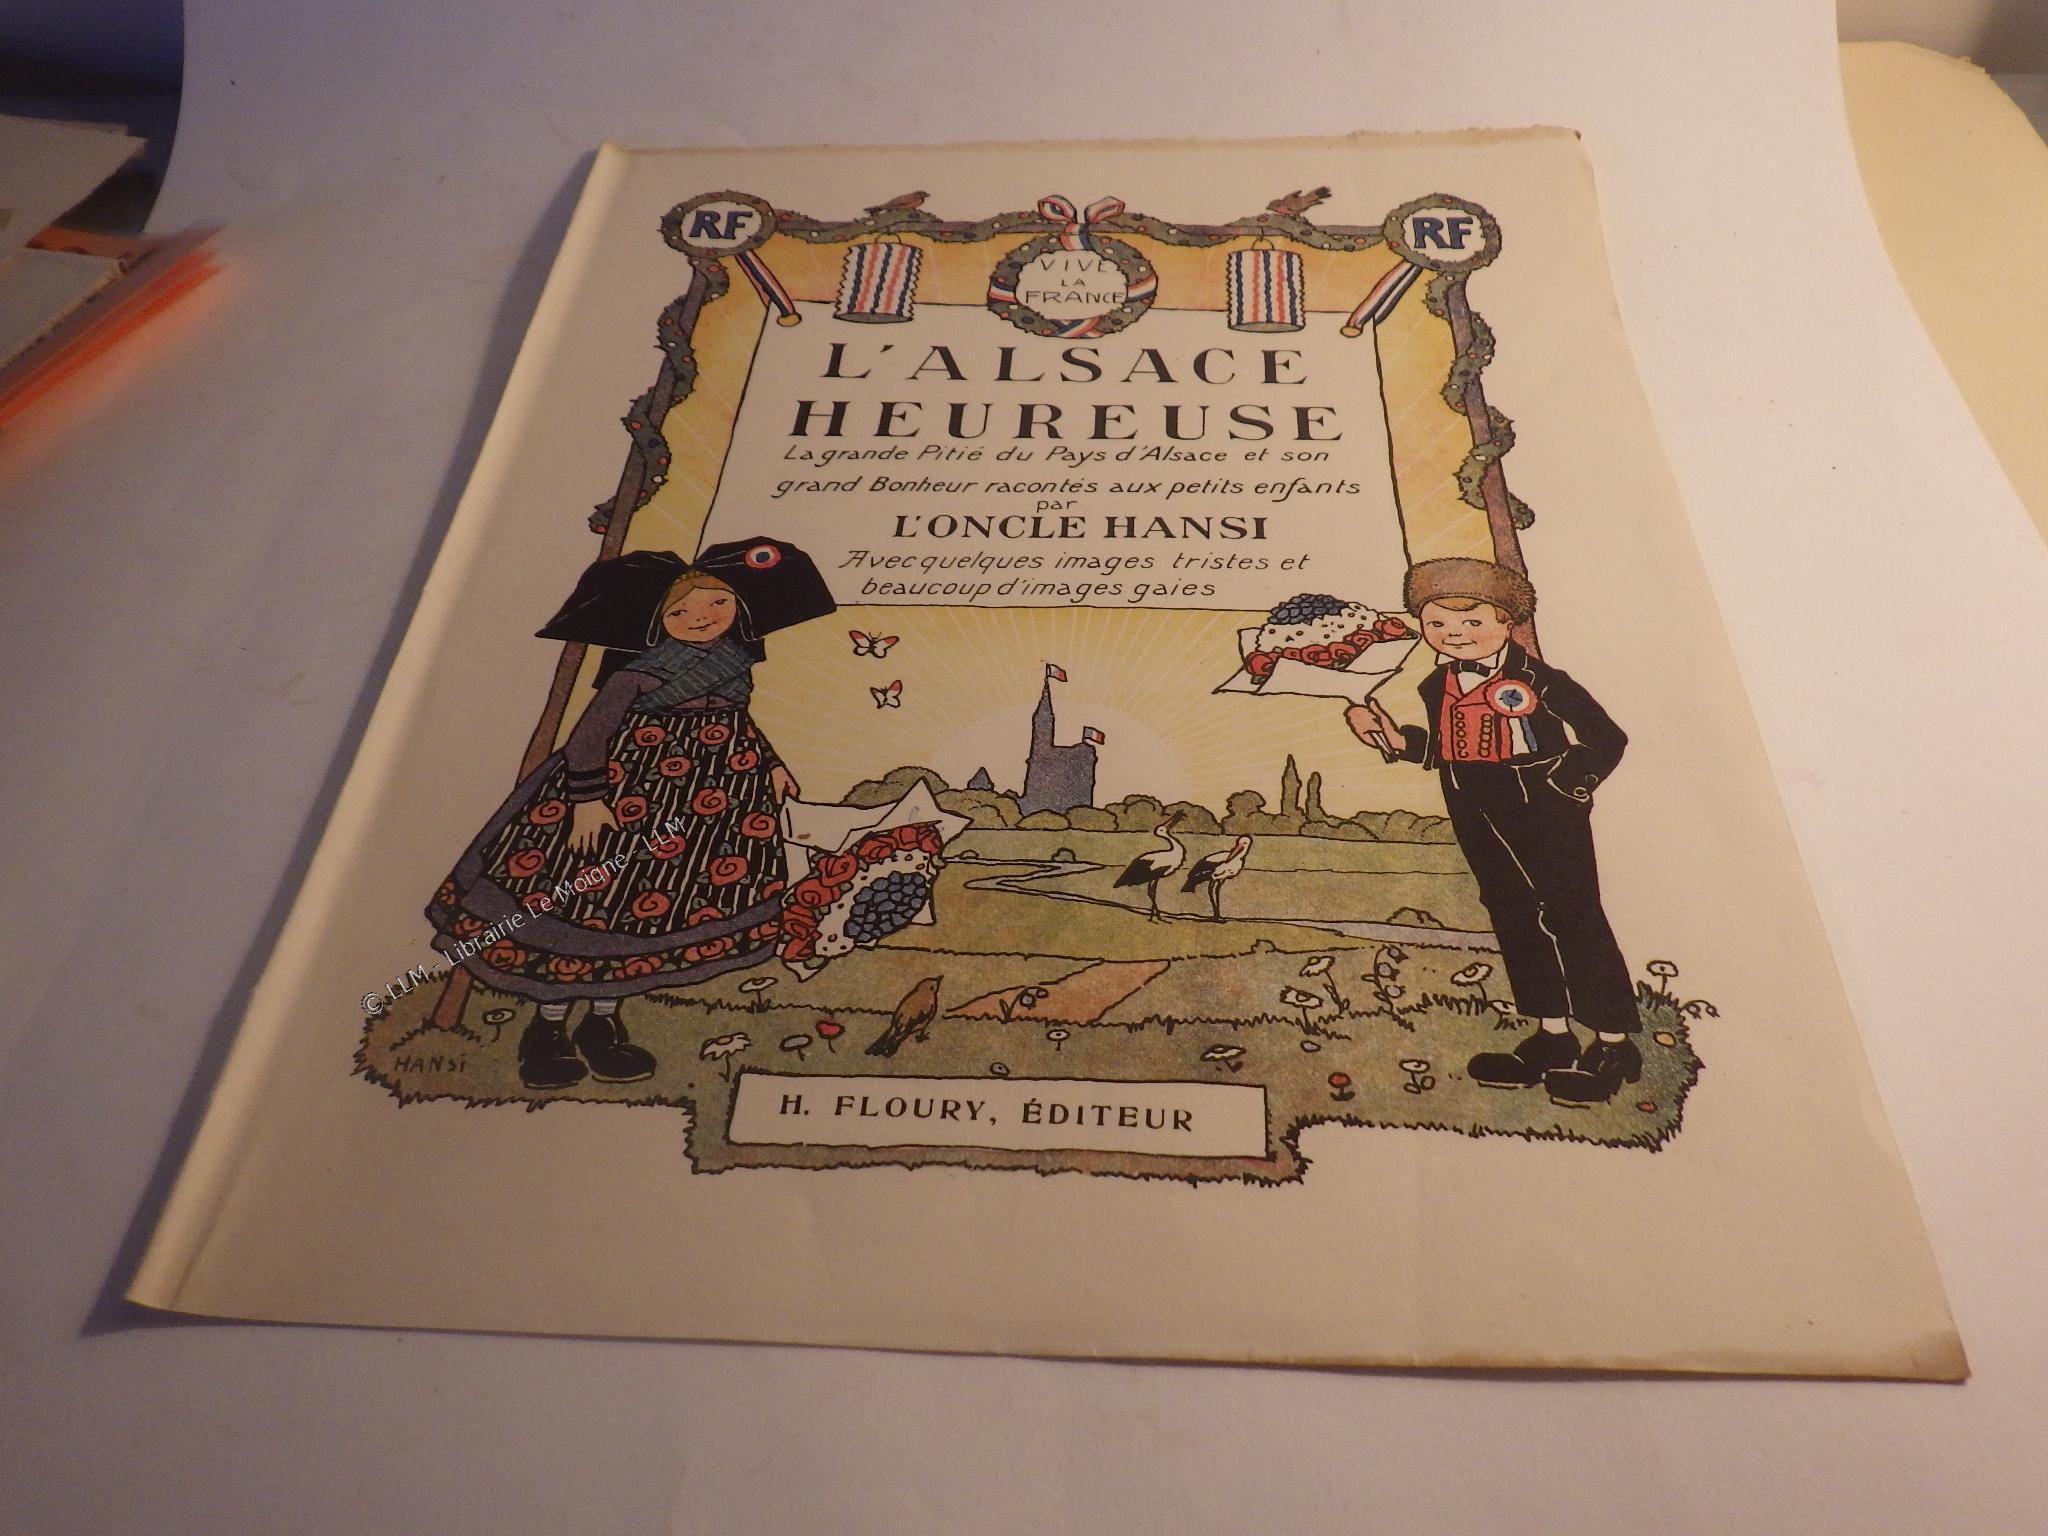 RF
RF
VIVE
LA
FRANCE
L'ALSACE
HEUREUSE
La grande Pitié du Pays d'Alsace et son
grand Bonheur racontés aux petits enfants
par
L'ONCLE HANSI
Avec quelques images tristes et
beaucoup d'images gaies
© LLM - Librairie Le Moigne - LLM
HANSI
H. FLOURY, ÉDITEUR